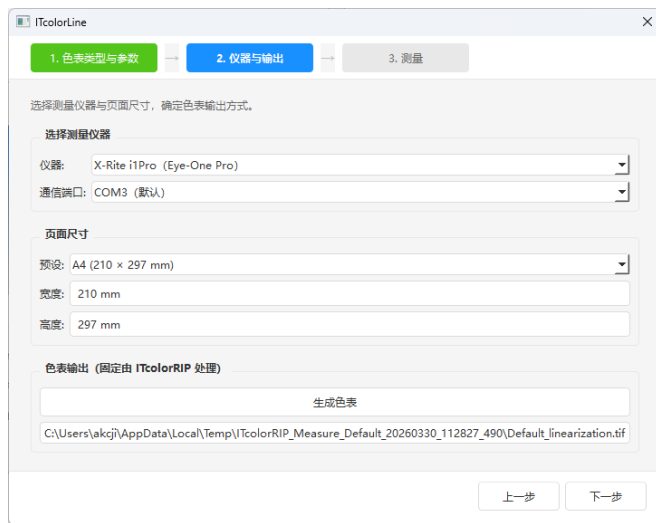 ITcolorLine
1. 色表类型与参数 → 2. 仪器与输出 → 3. 测量
选择测量仪器与页面尺寸，确定色表输出方式。
选择测量仪器
仪器: X-Rite i1Pro（Eye-One Pro）
通信端口: COM3（默认）
页面尺寸
预设: A4 (210 × 297 mm)
宽度: 210 mm
高度: 297 mm
色表输出（固定由 ITcolorRIP 处理）
生成色表
C:\Users\akcji\AppData\Local\Temp\ITcolorRIP_Measure_Default_20260330_112827_490\Default_linearization.tif
上一步 下一步